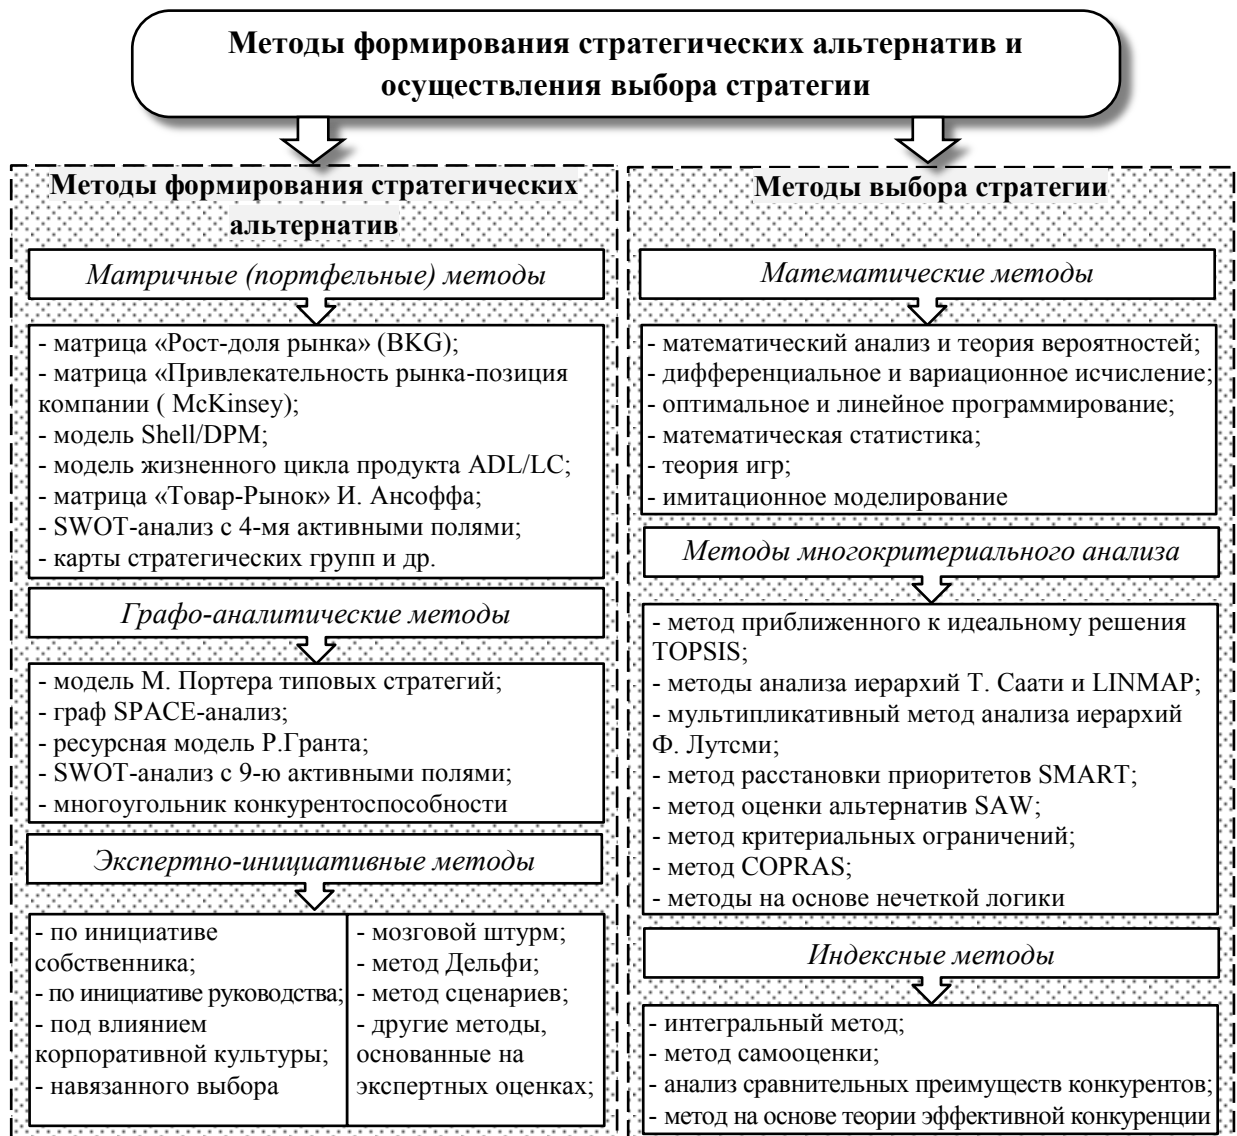 Методы формирования стратегических альтернатив и
осуществления выбора стратегии
Методы формирования стратегических
альтернатив
Матричные (портфельные) методы
- матрица «Рост-доля рынка» (BKG);
- матрица «Привлекательность рынка-позиция
компании ( McKinsey);
- модель Shell/DPM;
- модель жизненного цикла продукта ADL/LC;
- матрица «Товар-Рынок» И. Ансоффа;
- SWOT-анализ с 4-мя активными полями;
- карты стратегических групп и др.
Графо-аналитические методы
- модель М. Портера типовых стратегий;
- граф SPACE-анализ;
- ресурсная модель Р.Гранта;
- SWOT-анализ с 9-ю активными полями;
- многоугольник конкурентоспособности
Экспертно-инициативные методы
- по инициативе
собственника;
- по инициативе руководства;
- под влиянием
корпоративной культуры;
- навязанного выбора
- мозговой штурм;
- метод Дельфи;
- метод сценариев;
- другие методы,
основанные на
экспертных оценках;
Методы выбора стратегии
Математические методы
- математический анализ и теория вероятностей;
- дифференциальное и вариационное исчисление;
- оптимальное и линейное программирование;
- математическая статистика;
- теория игр;
- имитационное моделирование
Методы многокритериального анализа
- метод приближенного к идеальному решения
TOPSIS;
- методы анализа иерархий Т. Саати и LINMAP;
- мультипликативный метод анализа иерархий
Ф. Лутсми;
- метод расстановки приоритетов SMART;
- метод оценки альтернатив SAW;
- метод критериальных ограничений;
- метод COPRAS;
- методы на основе нечеткой логики
Индексные методы
- интегральный метод;
- метод самооценки;
- анализ сравнительных преимуществ конкурентов;
- метод на основе теории эффективной конкуренции